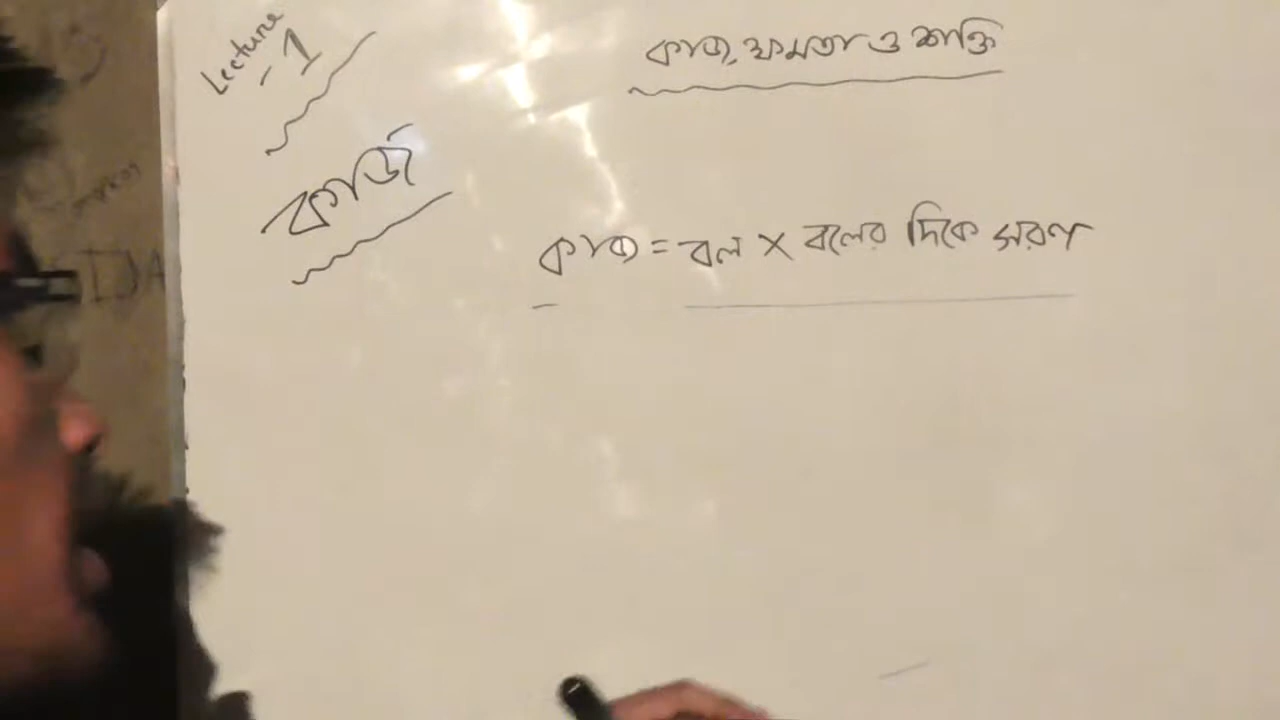 Lecture
- 1
কাজ, ক্ষমতা ও শক্তি
কাজ
কাজ = বল × বলের দিকে সরণ